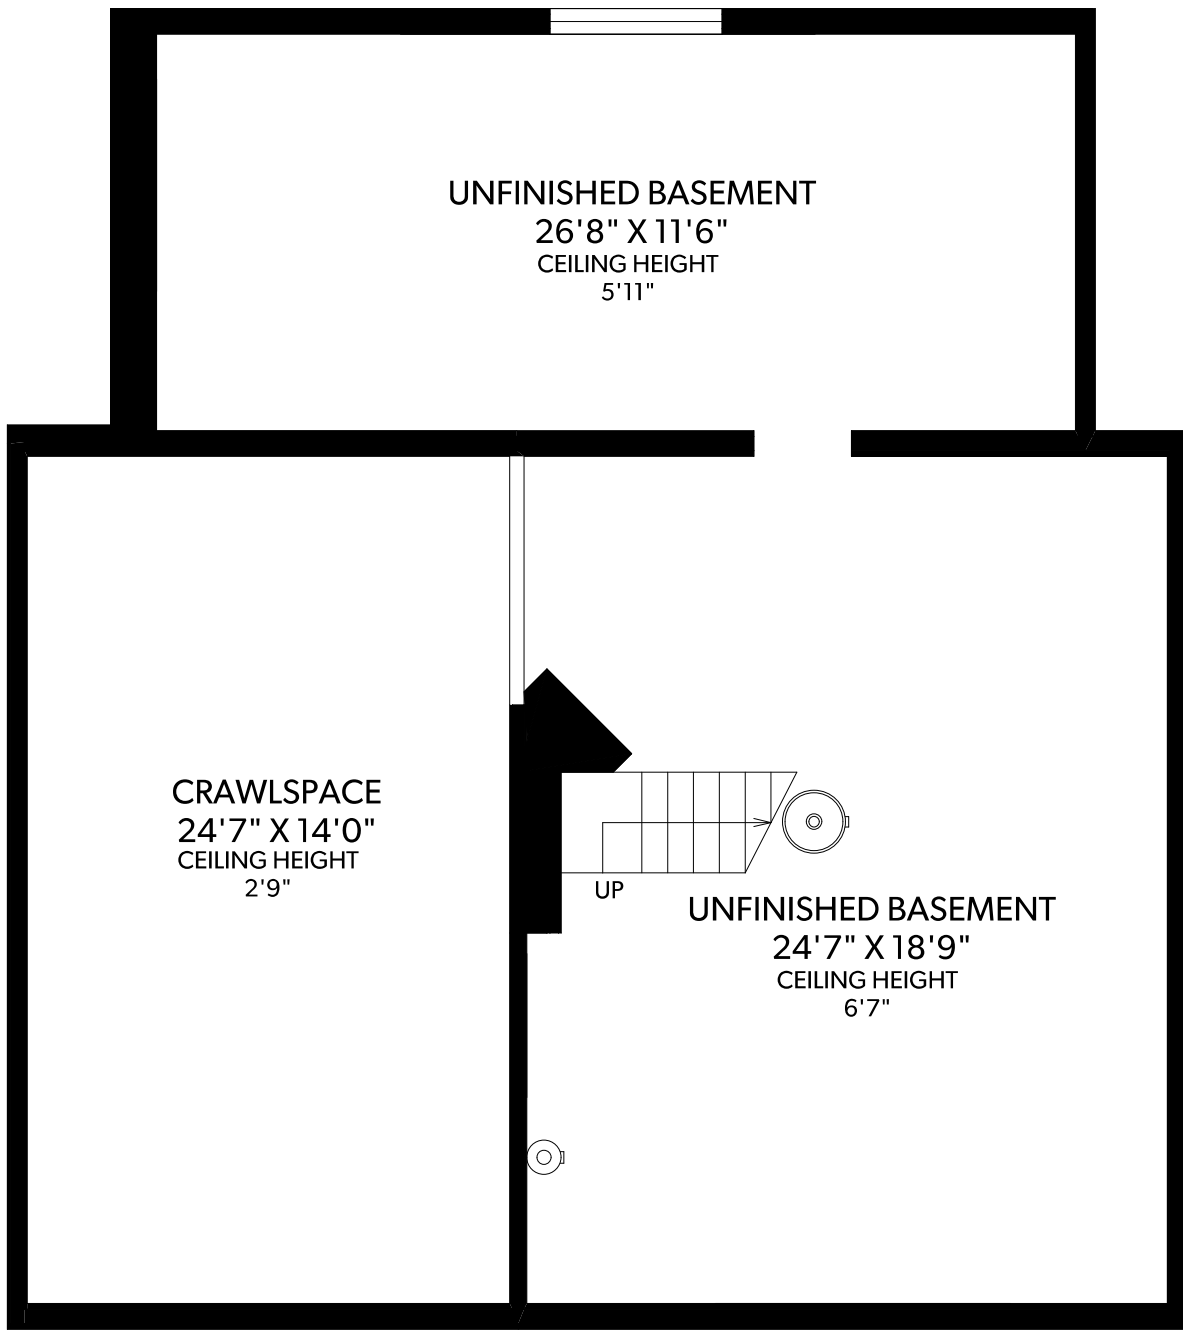 UNFINISHED BASEMENT
26'8" X 11'6"
CEILING HEIGHT
5'11"
CRAWLSPACE
24'7" X 14'0"
CEILING HEIGHT
2'9"
UP
UNFINISHED BASEMENT
24'7" X 18'9"
CEILING HEIGHT
6'7"